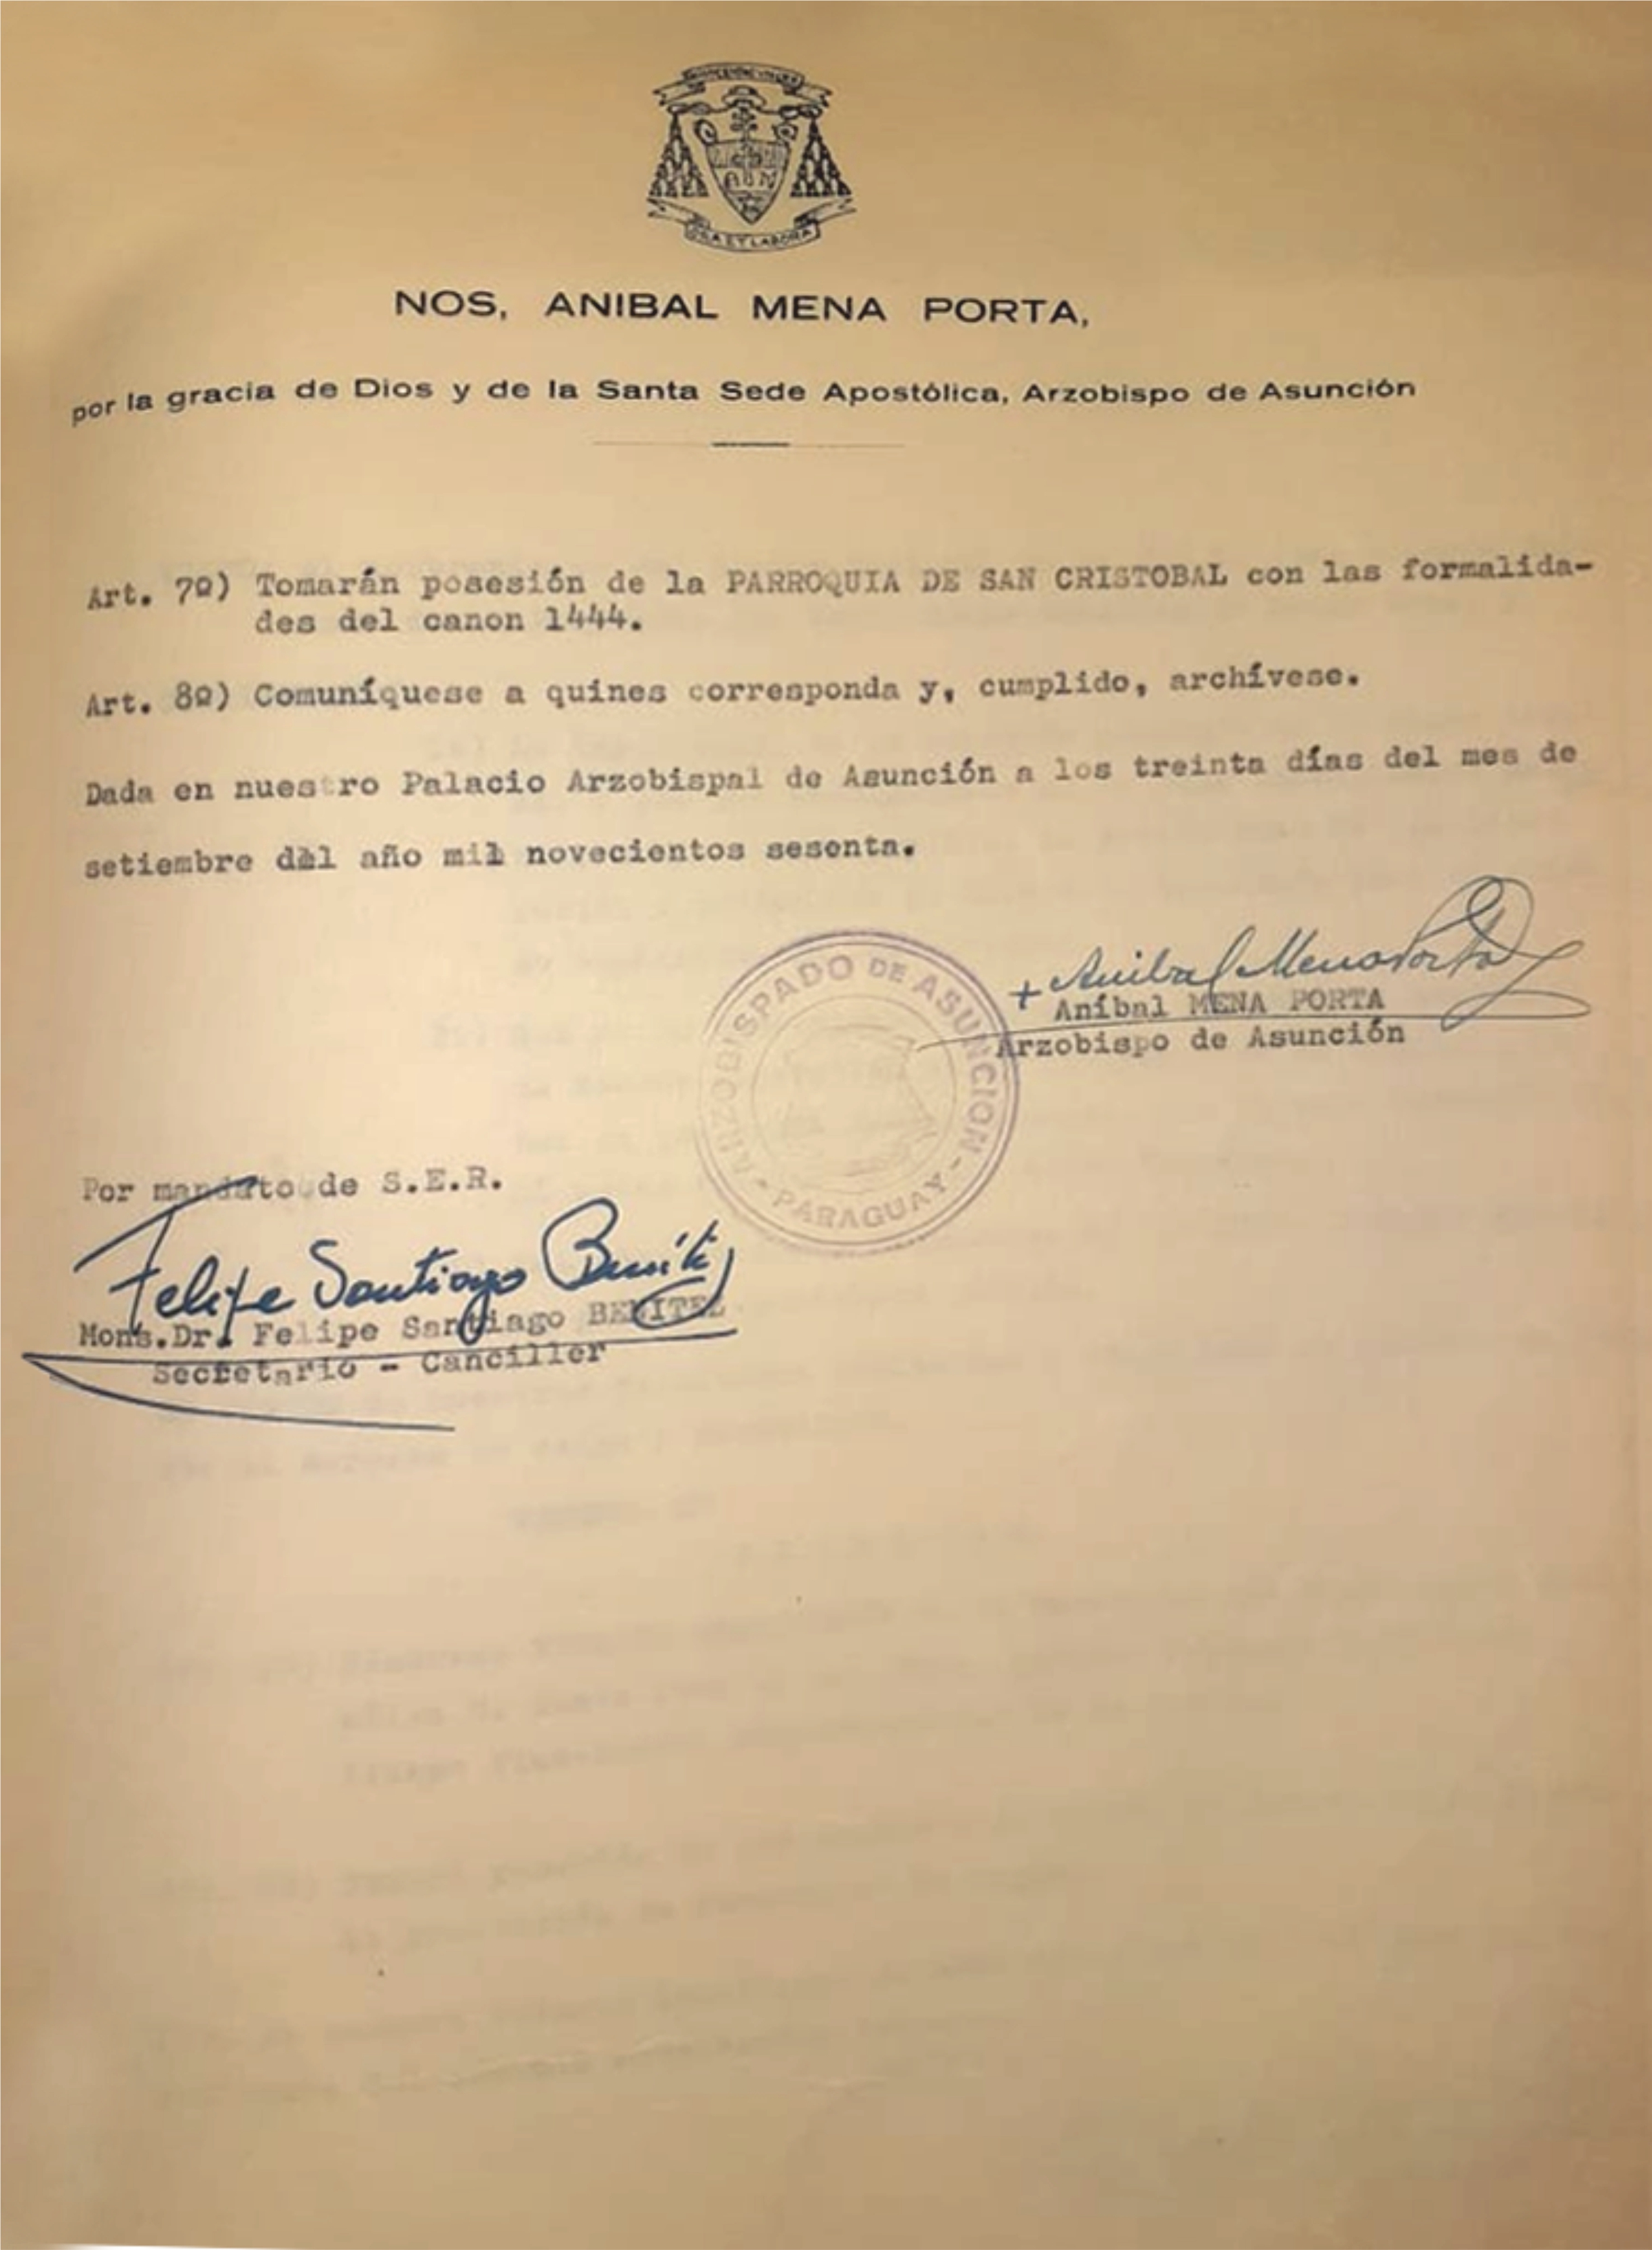 ORA ET LABORA
NOS, ANIBAL MENA PORTA,
por la gracia de Dios y de la Santa Sede Apostólica, Arzobispo de Asunción
Art. 7º) Tomarán posesión de la PARROQUIA DE SAN CRISTOBAL con las formalida-
des del canon 1444.
Art. 8º) Comuníquese a quines corresponda y, cumplido, archívese.
Dada en nuestro Palacio Arzobispal de Asunción a los treinta días del mes de
setiembre del año mil novecientos sesenta.
+ Anibal Mena Porta
Aníbal MENA PORTA
Arzobispo de Asunción
ARZOBISPADO DE ASUNCION
- PARAGUAY -
Por mandato de S.E.R.
Felipe Santiago Benítez
Mons.Dr. Felipe Santiago BENITEZ
Secretario - Canciller